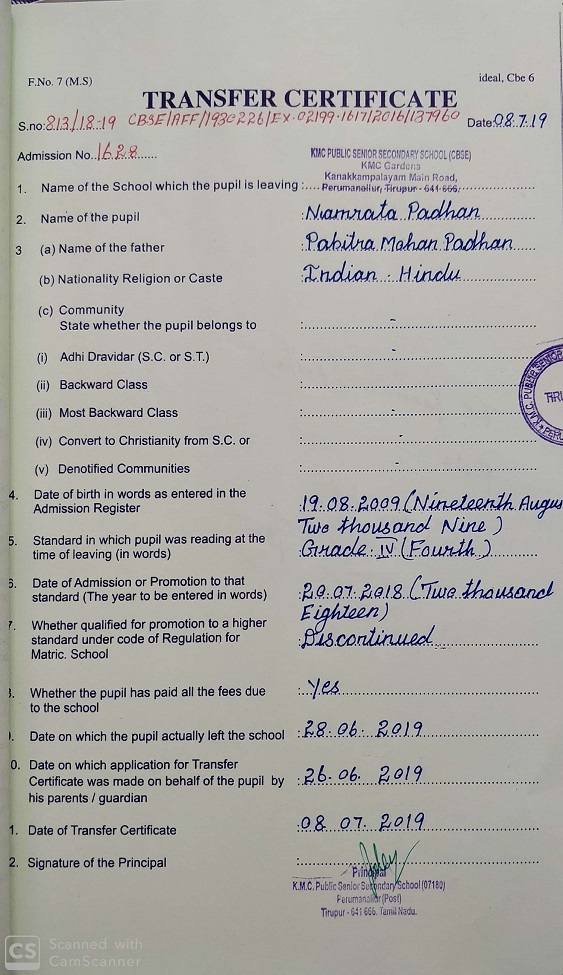 F.No. 7 (M.S)
ideal, Cbe 6
TRANSFER CERTIFICATE
S.no: 813/18-19 CBSE/AFF/1930226/EX-02199-1617/2016/137960 Date: 08.7.19
Admission No. 1628
KMC PUBLIC SENIOR SECONDARY SCHOOL (CBSE)
KMC Gardens
Kanakkampalayam Main Road,
1. Name of the School which the pupil is leaving : Perumanallur, Tirupur - 641 666.
2. Name of the pupil : Namrata Padhan
3 (a) Name of the father : Pabitra Mohan Padhan
(b) Nationality Religion or Caste : Indian - Hindu
(c) Community
State whether the pupil belongs to : -
(i) Adhi Dravidar (S.C. or S.T.) : -
(ii) Backward Class :
(iii) Most Backward Class : -
(iv) Convert to Christianity from S.C. or : -
(v) Denotified Communities : -
K.M.C. PUBLIC SENIOR
TIRU
PERU
4. Date of birth in words as entered in the : 19.08.2009 (Nineteenth Augus
Admission Register Two thousand Nine)
5. Standard in which pupil was reading at the : Grade - IV (Fourth)
time of leaving (in words)
6. Date of Admission or Promotion to that : 20.07.2018 (Two thousand
standard (The year to be entered in words) Eighteen)
7. Whether qualified for promotion to a higher : Discontinued
standard under code of Regulation for
Matric. School
. Whether the pupil has paid all the fees due : Yes
to the school
. Date on which the pupil actually left the school : 28.06.2019
0. Date on which application for Transfer : 26.06.2019
Certificate was made on behalf of the pupil by
his parents / guardian
1. Date of Transfer Certificate : 08 07. 2019
2. Signature of the Principal :
Principal
K.M.C. Public Senior Secondary School (07180)
Perumanallur (Post)
Tirupur - 641 666. Tamil Nadu.
CS Scanned with
CamScanner